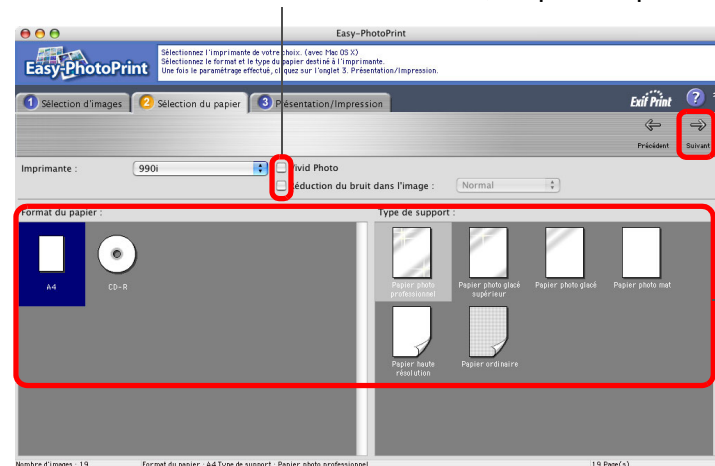 Easy-PhotoPrint
Sélectionnez l'imprimante de votre choix. (avec Mac OS X)
Sélectionnez le format et le type du papier destiné à l'imprimante.
Une fois le paramétrage effectué, cliquez sur l'onglet 3. Présentation/Impression.
Easy-PhotoPrint
1 Sélection d'images
2 Sélection du papier
3 Présentation/Impression
Exif Print
?
Précédent
Suivant
Imprimante :
990i
Vivid Photo
Réduction du bruit dans l'image :
Normal
Format du papier :
Type de support :
A4
CD-R
Papier photo
professionnel
Papier photo glacé
supérieur
Papier photo glacé
Papier photo mat
Papier haute
résolution
Papier ordinaire
Nombre d'images : 19
Format du papier : A4 Type de support : Papier photo professionnel
19 Page(s)